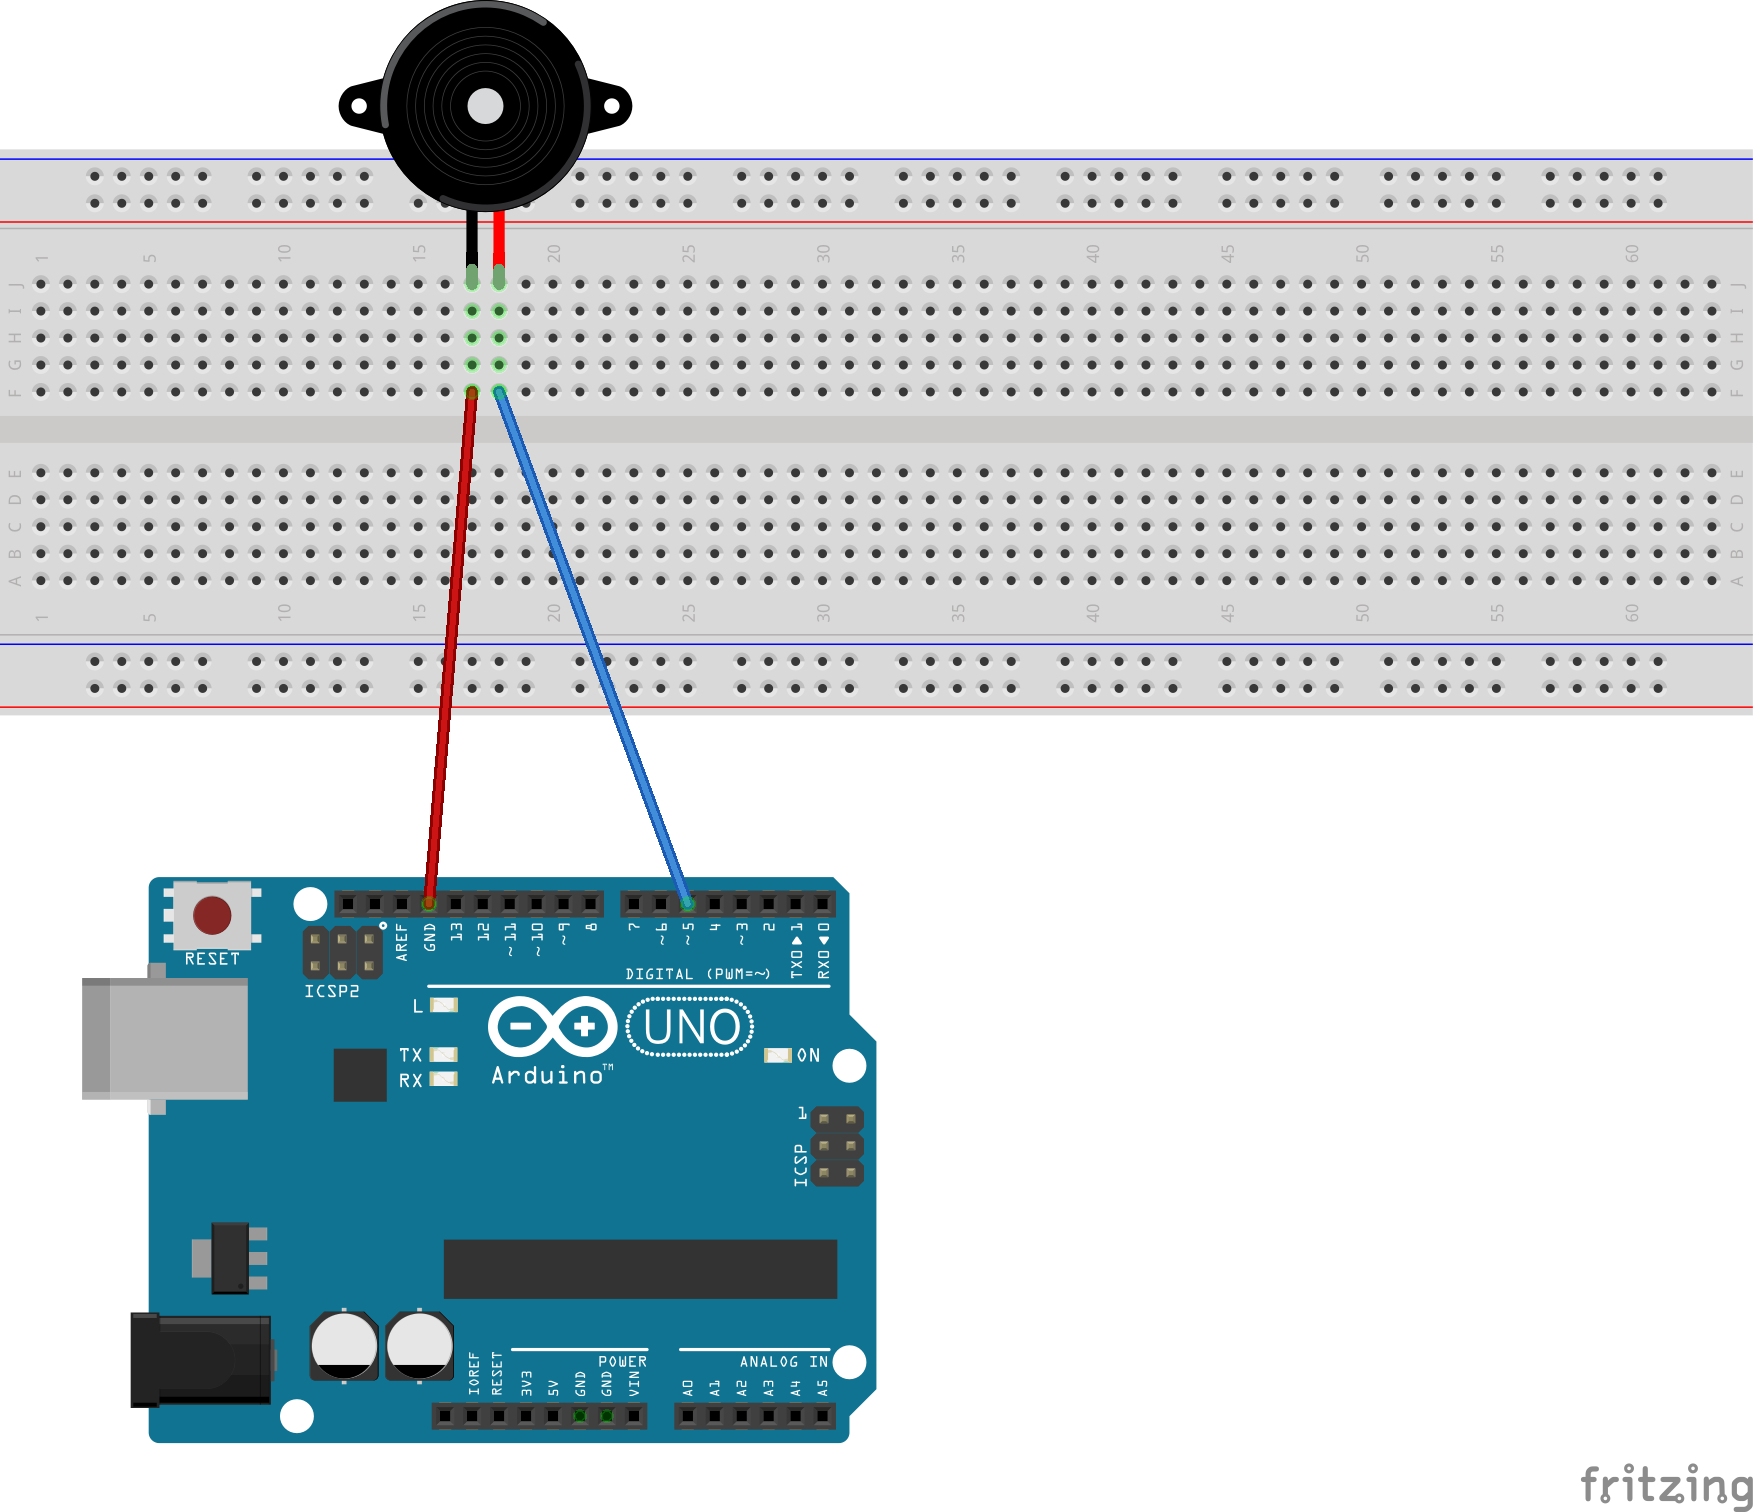 1 5 10 15 20 25 30 35 40 45 50 55 60
J J
I I
H H
G G
F F
E E
D D
C C
B B
A A
1 5 10 15 20 25 30 35 40 45 50 55 60
AREF GND 13 12 ~11 ~10 ~9 8 7 ~6 ~5 4 ~3 2 TX0▶1 RX0◀0
RESET
DIGITAL (PWM=~)
ICSP2
L
UNO
TX
ON
RX
Arduino™
1
ICSP
POWER
ANALOG IN
IOREF RESET 3V3 5V GND GND VIN A0 A1 A2 A3 A4 A5
fritzing